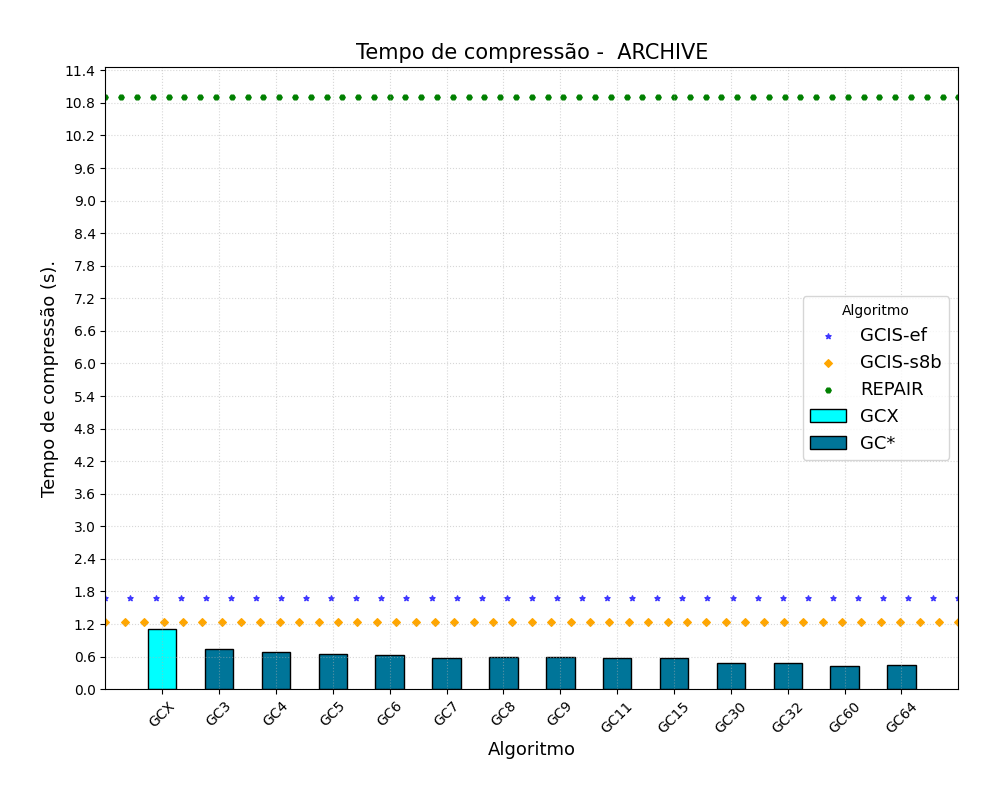 Tempo de compressão -  ARCHIVE
Tempo de compressão (s).
11.4
10.8
10.2
9.6
9.0
8.4
7.8
7.2
6.6
6.0
5.4
4.8
4.2
3.6
3.0
2.4
1.8
1.2
0.6
0.0
Algoritmo
GCIS-ef
GCIS-s8b
REPAIR
GCX
GC*
GCX GC3 GC4 GC5 GC6 GC7 GC8 GC9 GC11 GC15 GC30 GC32 GC60 GC64
Algoritmo